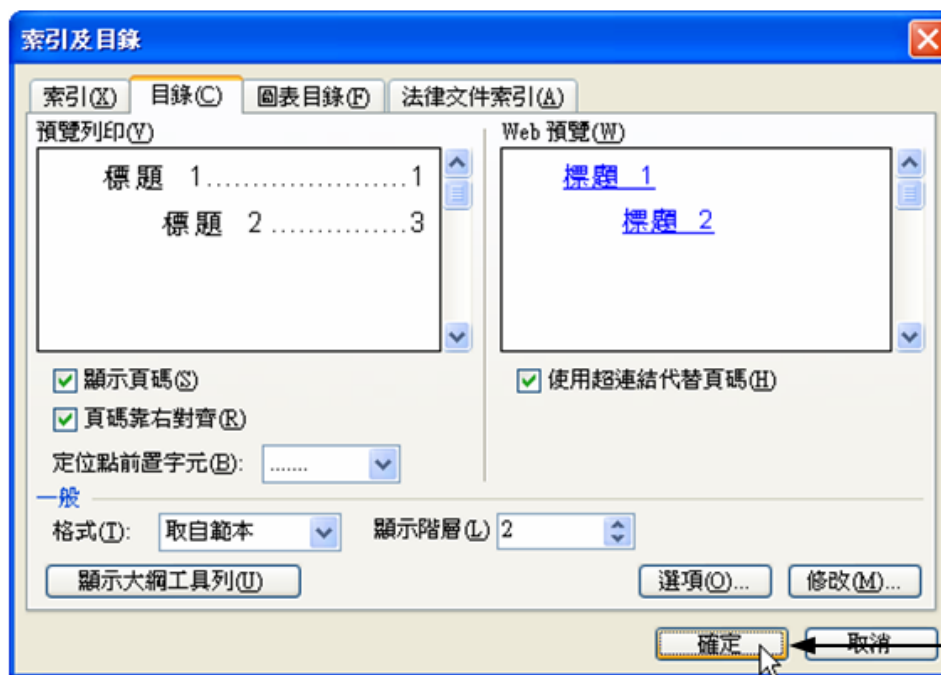 索引及目錄
索引(X) 目錄(C) 圖表目錄(F) 法律文件索引(A)
預覽列印(V)
標題 1......................1
標題 2...............3
Web 預覽(W)
標題 1
標題 2
顯示頁碼(S)
頁碼靠右對齊(R)
定位點前置字元(B): .......
使用超連結代替頁碼(H)
一般
格式(T): 取自範本 顯示階層(L) 2
顯示大綱工具列(U) 選項(O)... 修改(M)...
確定 取消